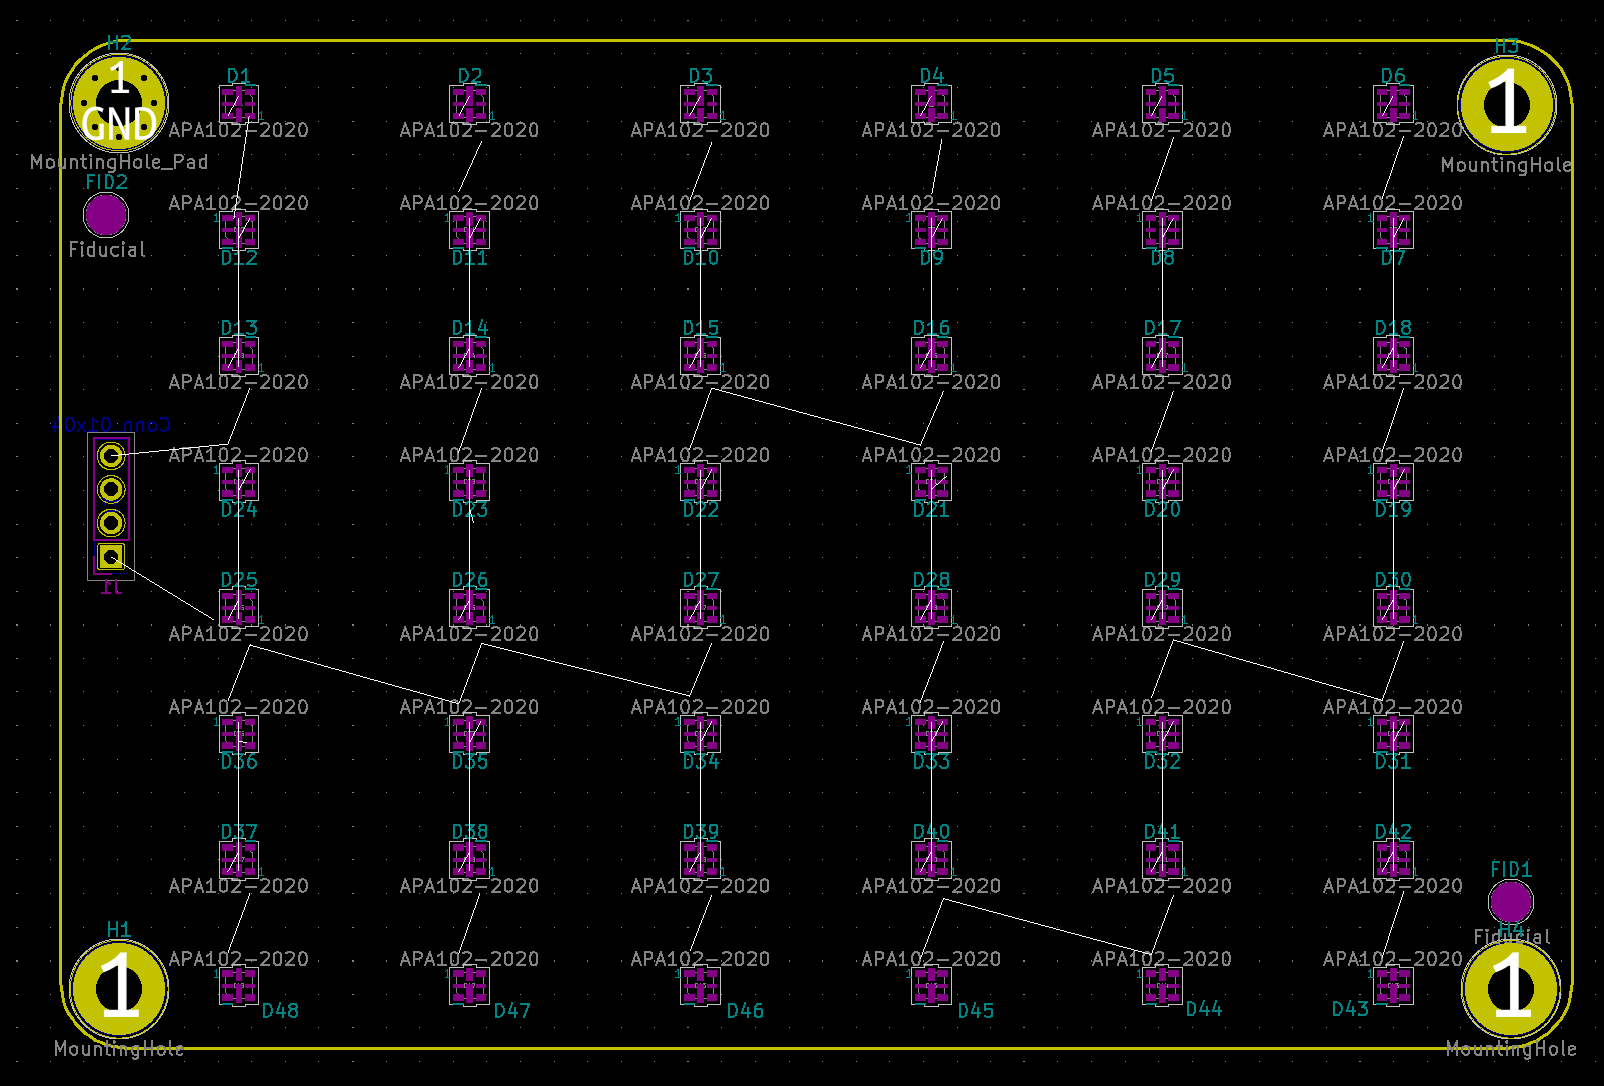 H2 H3
D1 D2 D3 D4 D5 D6
1 1
GND
APA102-2020 APA102-2020 APA102-2020 APA102-2020 APA102-2020 APA102-2020
MountingHole_Pad MountingHole
FID2
APA102-2020 APA102-2020 APA102-2020 APA102-2020 APA102-2020 APA102-2020
Fiducial
D12 D11 D10 D9 D8 D7
D13 D14 D15 D16 D17 D18
APA102-2020 APA102-2020 APA102-2020 APA102-2020 APA102-2020 APA102-2020
APA102-2020 APA102-2020 APA102-2020 APA102-2020 APA102-2020 APA102-2020
D24 D23 D22 D21 D20 D19
J1
D25 D26 D27 D28 D29 D30
APA102-2020 APA102-2020 APA102-2020 APA102-2020 APA102-2020 APA102-2020
APA102-2020 APA102-2020 APA102-2020 APA102-2020 APA102-2020 APA102-2020
D36 D35 D34 D33 D32 D31
D37 D38 D39 D40 D41 D42
APA102-2020 APA102-2020 APA102-2020 APA102-2020 APA102-2020 APA102-2020
FID1
H1 Fiducial H4
APA102-2020 APA102-2020 APA102-2020 APA102-2020 APA102-2020 APA102-2020
1 1
D48 D47 D46 D45 D44 D43
MountingHole MountingHole